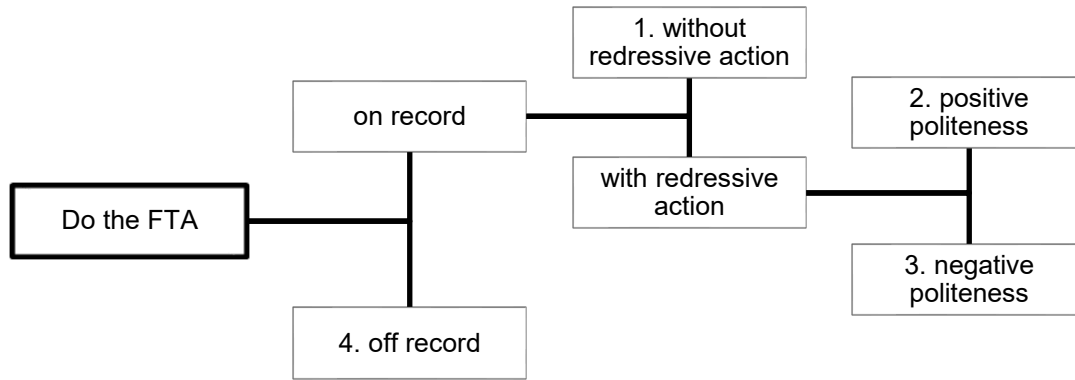 1. without
redressive action
on record
2. positive
politeness
with redressive
action
Do the FTA
3. negative
politeness
4. off record